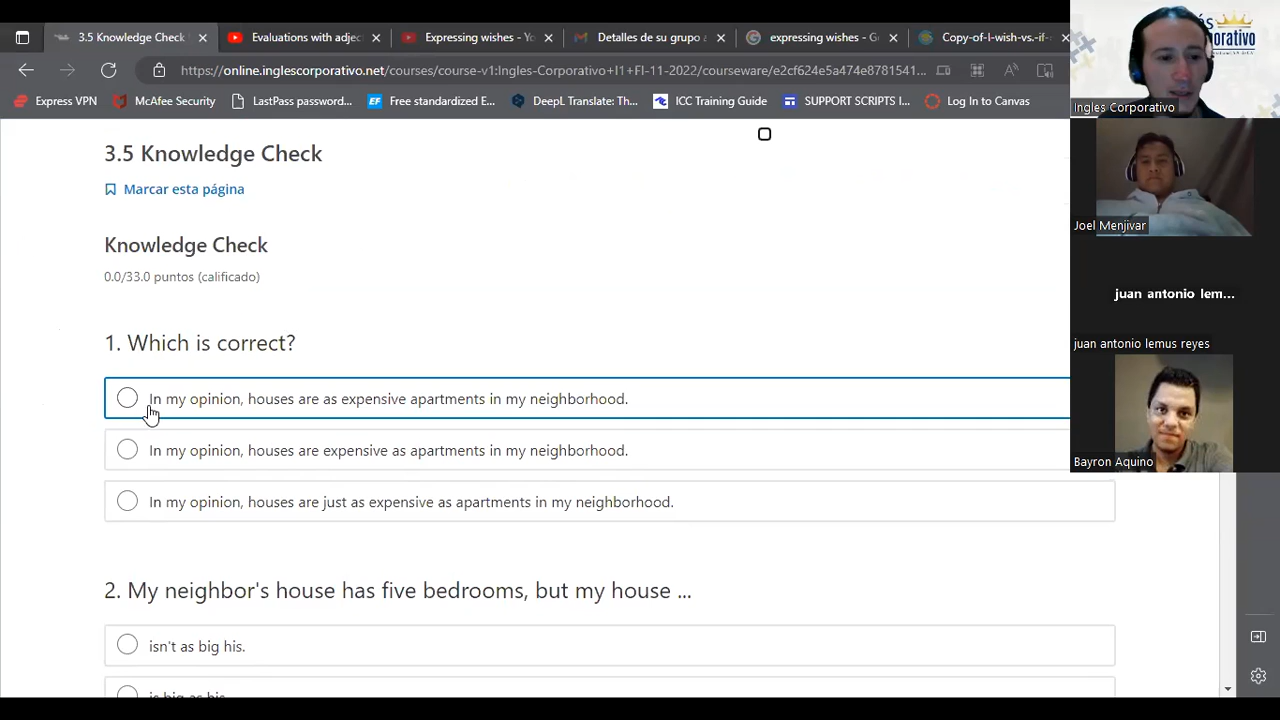 3.5 Knowledge Check
Evaluations with adjec
Expressing wishes - Yo
Detalles de su grupo
expressing wishes - G
Copy-of-I-wish-vs.-if-
https://online.inglescorporativo.net/courses/course-v1:Ingles-Corporativo+I1+FI-11-2022/courseware/e2cf624e5a474e8781541...
Express VPN
McAfee Security
LastPass password...
Free standardized E...
DeepL Translate: Th...
ICC Training Guide
SUPPORT SCRIPTS I...
Log In to Canvas
Ingles Corporativo
3.5 Knowledge Check
Marcar esta página
Knowledge Check
0.0/33.0 puntos (calificado)
1. Which is correct?
In my opinion, houses are as expensive apartments in my neighborhood.
In my opinion, houses are expensive as apartments in my neighborhood.
In my opinion, houses are just as expensive as apartments in my neighborhood.
2. My neighbor's house has five bedrooms, but my house ...
isn't as big his.
is big as his.
Joel Menjivar
juan antonio lem...
juan antonio lemus reyes
Bayron Aquino